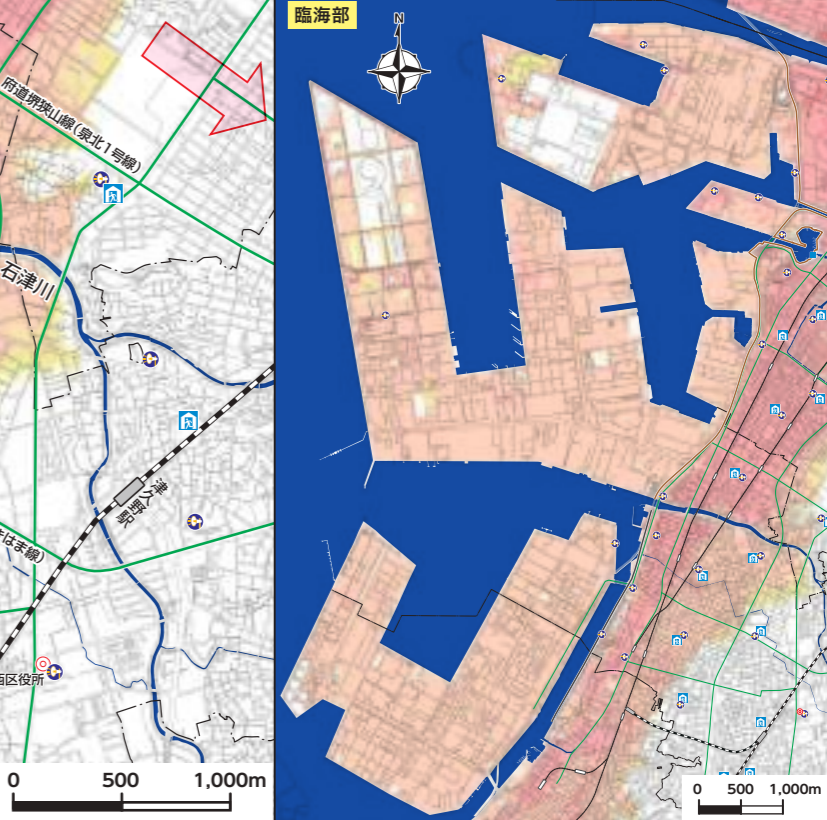 府道堺狭山線(泉北1号線)
石津川
津久野駅
はま線)
西区役所
0 500 1,000m
臨海部
N
0 500 1,000m